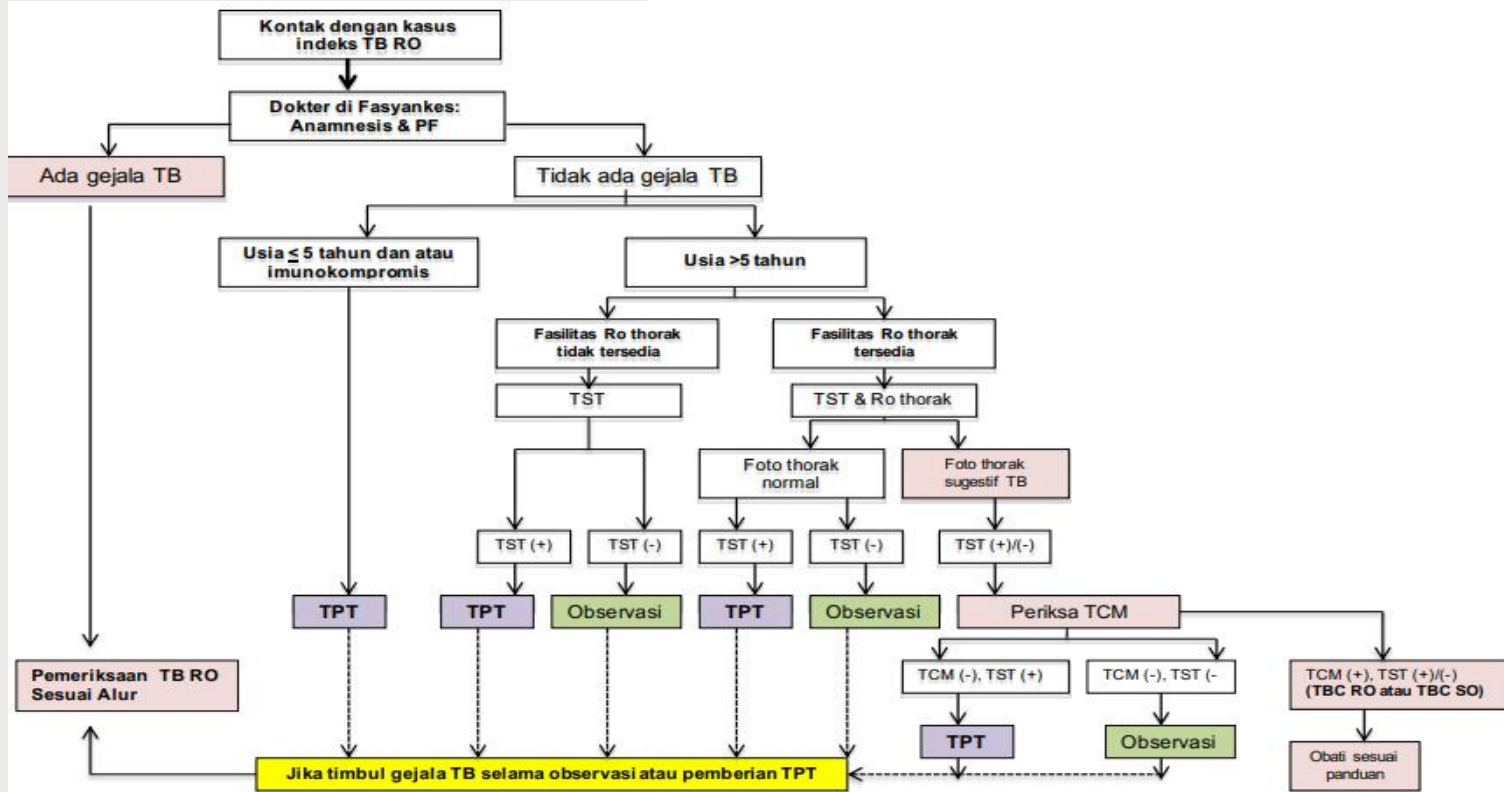 Kontak dengan kasus
indeks TB RO
Dokter di Fasyankes:
Anamnesis & PF
Ada gejala TB
Tidak ada gejala TB
Usia ≤ 5 tahun dan atau
imunokompromis
Usia >5 tahun
Fasilitas Ro thorak
tidak tersedia
Fasilitas Ro thorak
tersedia
TST
TST & Ro thorak
Foto thorak
normal
Foto thorak
sugestif TB
TST (+)
TST (-)
TST (+)
TST (-)
TST (+)/(-)
TPT
TPT
Observasi
TPT
Observasi
Periksa TCM
Pemeriksaan TB RO
Sesuai Alur
TCM (-), TST (+)
TCM (-), TST (-
TCM (+), TST (+)/(-)
(TBC RO atau TBC SO)
TPT
Observasi
Obati sesuai
panduan
Jika timbul gejala TB selama observasi atau pemberian TPT